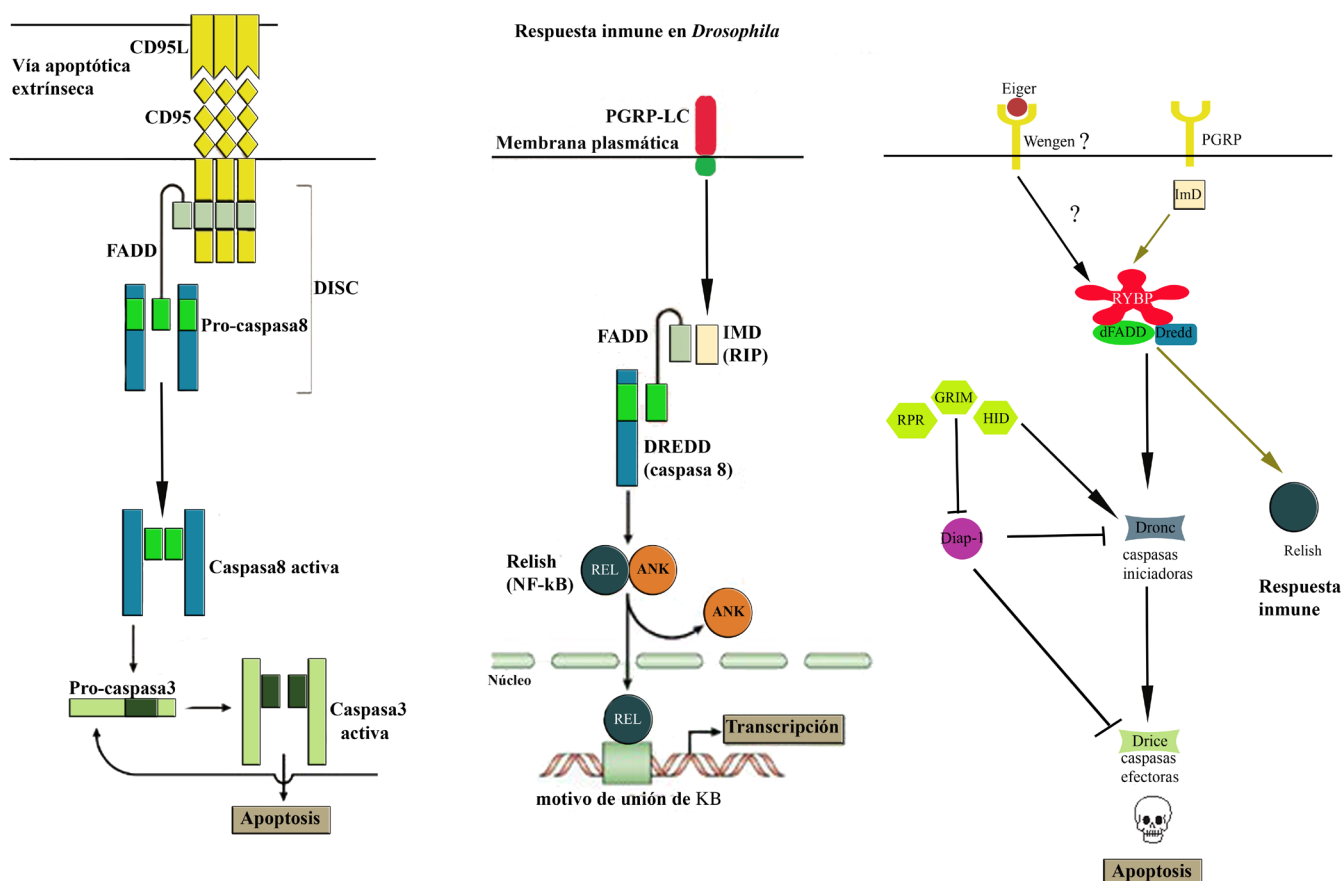 CD95L
Vía apoptótica
extrínseca
CD95
FADD
DISC
Pro-caspasa8
Caspasa8 activa
Pro-caspasa3
Caspasa3
activa
Apoptosis
Respuesta inmune en Drosophila
PGRP-LC
Membrana plasmática
FADD
IMD
(RIP)
DREDD
(caspasa 8)
Relish
(NF-kB)
REL
ANK
ANK
Núcleo
REL
Transcripción
motivo de unión de KB
Eiger
Wengen ?
PGRP
ImD
?
RYBP
dFADD
Dredd
GRIM
RPR
HID
Diap-1
Dronc
caspasas
iniciadoras
Relish
Respuesta
inmune
Drice
caspasas
efectoras
Apoptosis